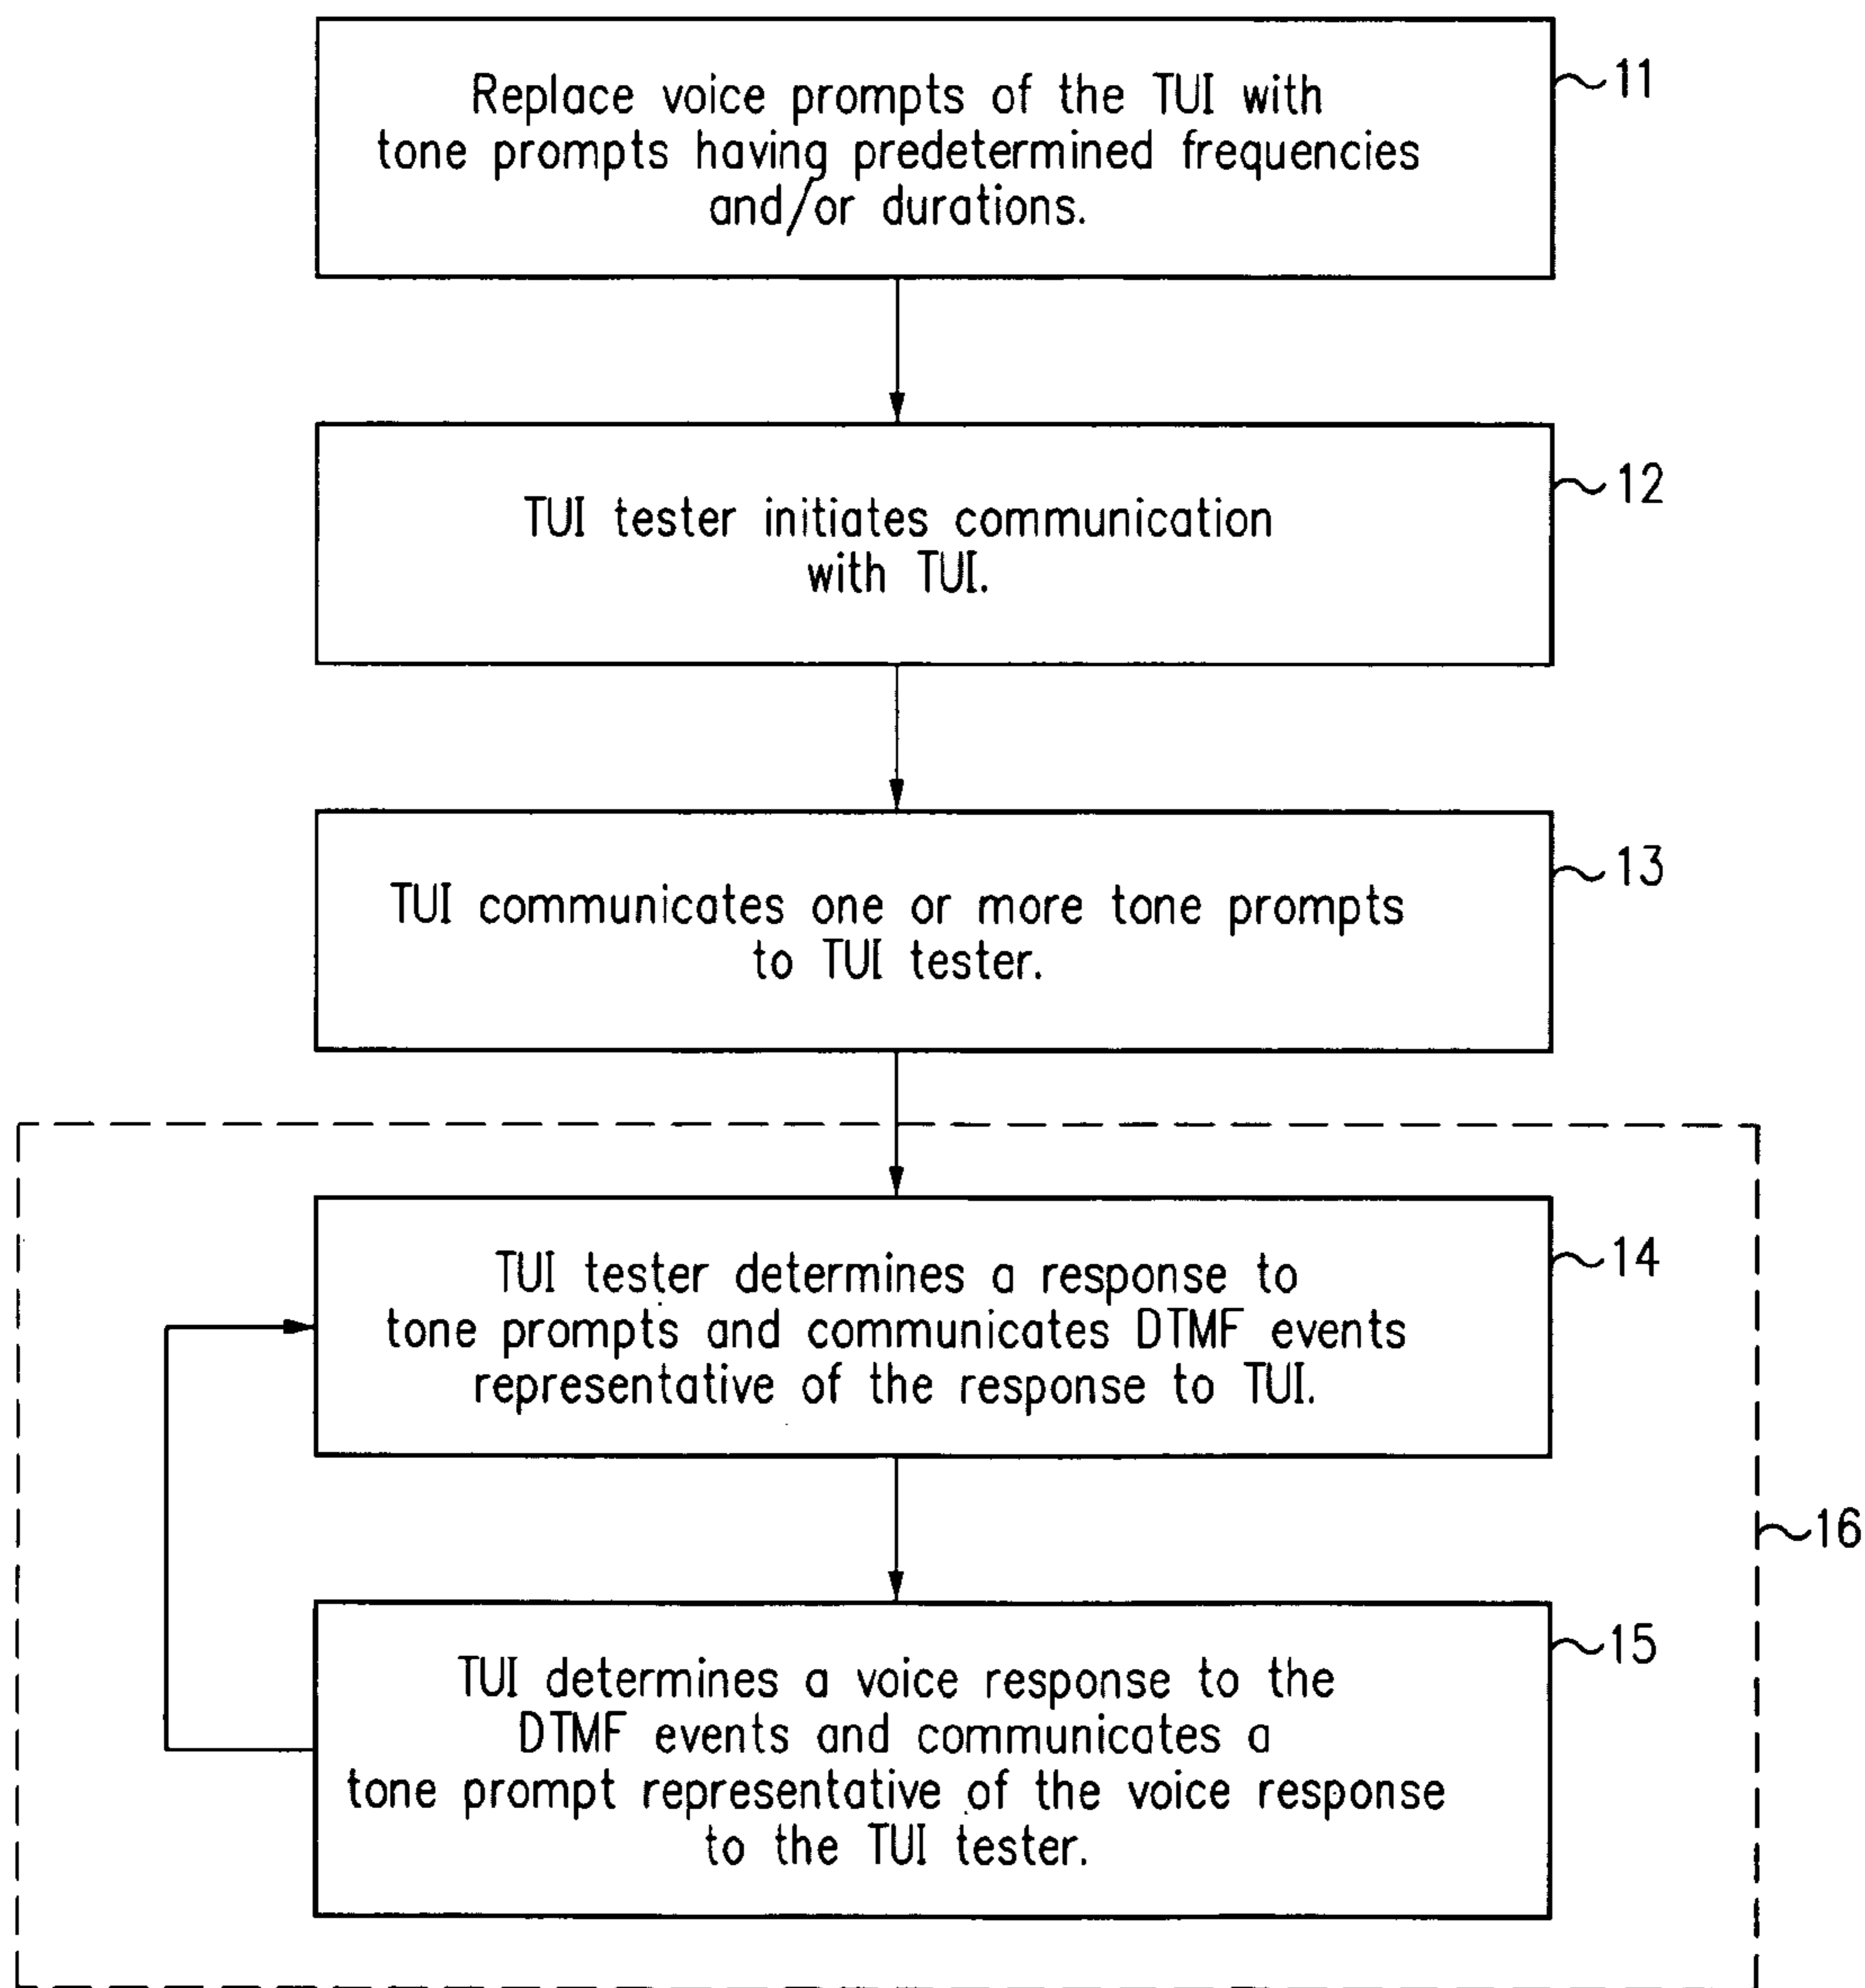 Replace voice prompts of the TUI with
tone prompts having predetermined frequencies
and/or durations.
11
TUI tester initiates communication
with TUI.
12
TUI communicates one or more tone prompts
to TUI tester.
13
TUI tester determines a response to
tone prompts and communicates DTMF events
representative of the response to TUI.
14
16
TUI determines a voice response to the
DTMF events and communicates a
tone prompt representative of the voice response
to the TUI tester.
15